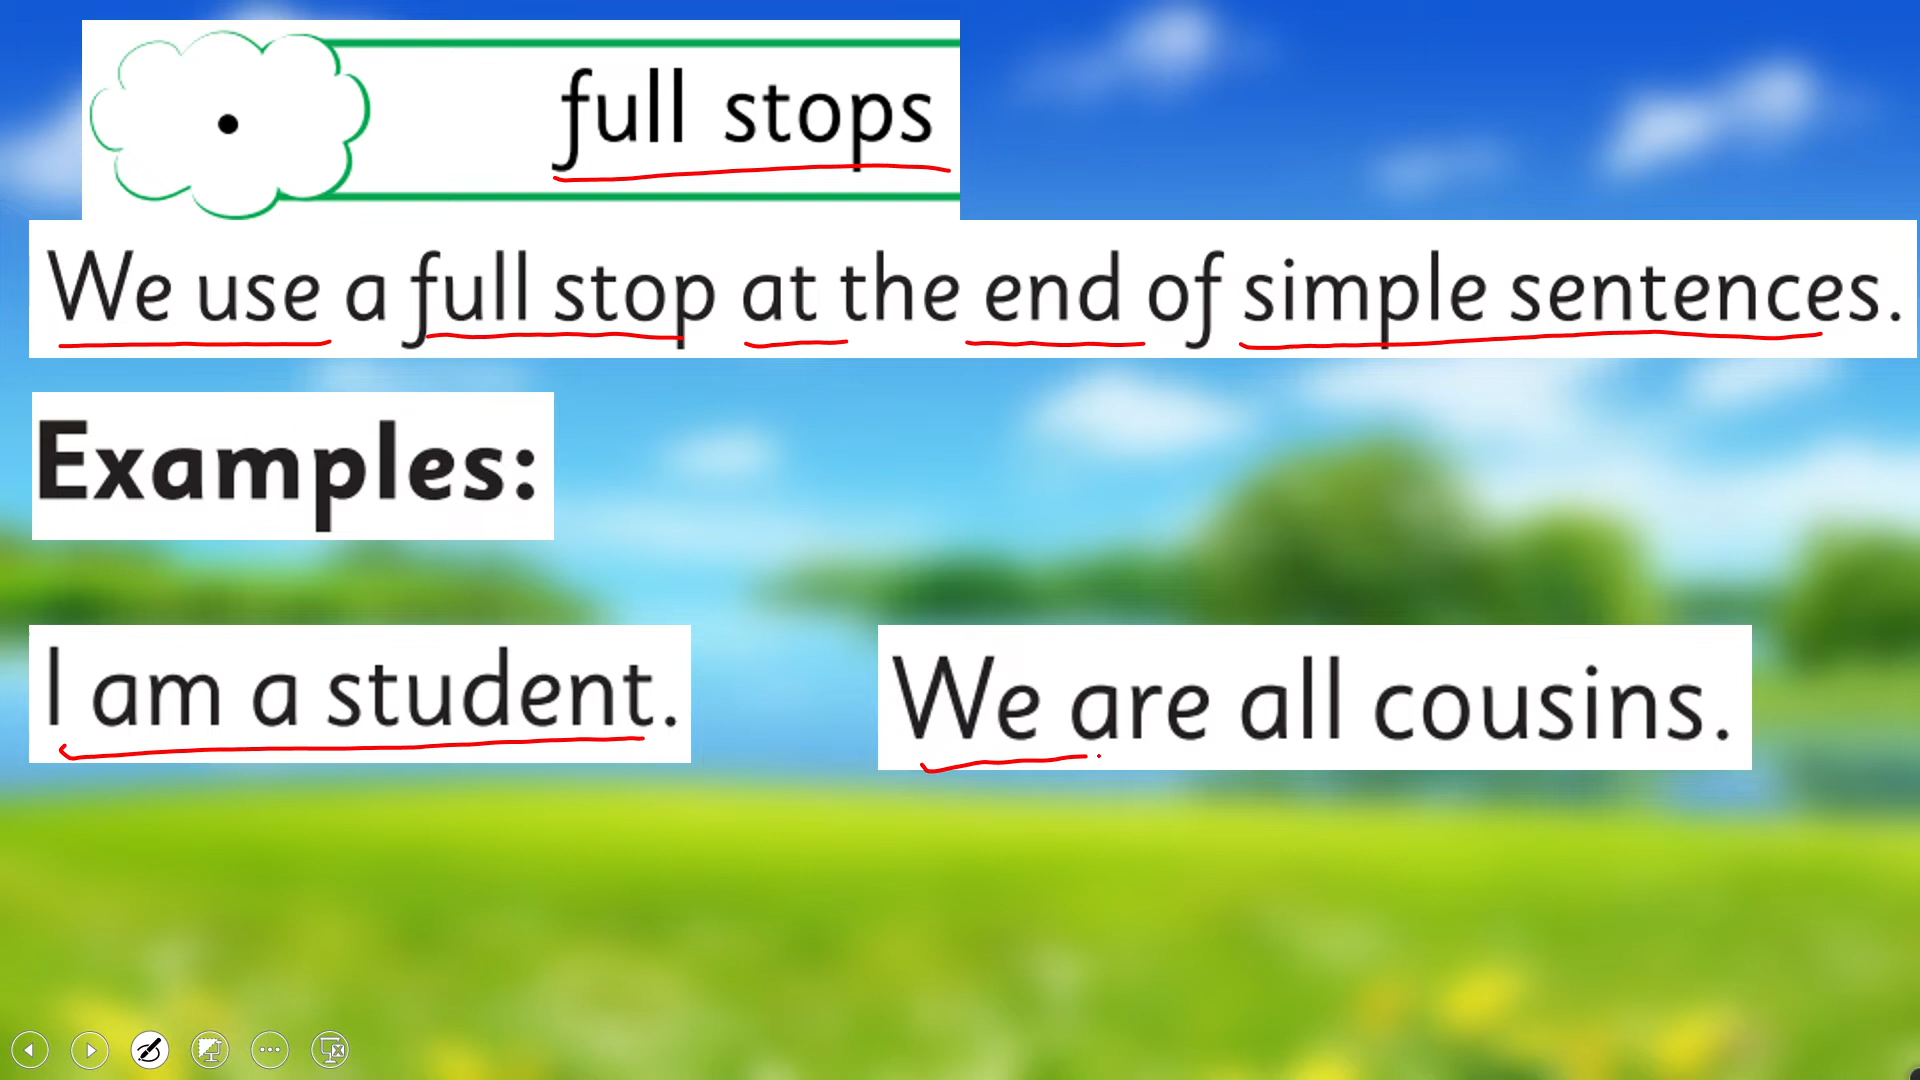 full stops
We use a full stop at the end of simple sentences.
Examples:
I am a student.
We are all cousins.